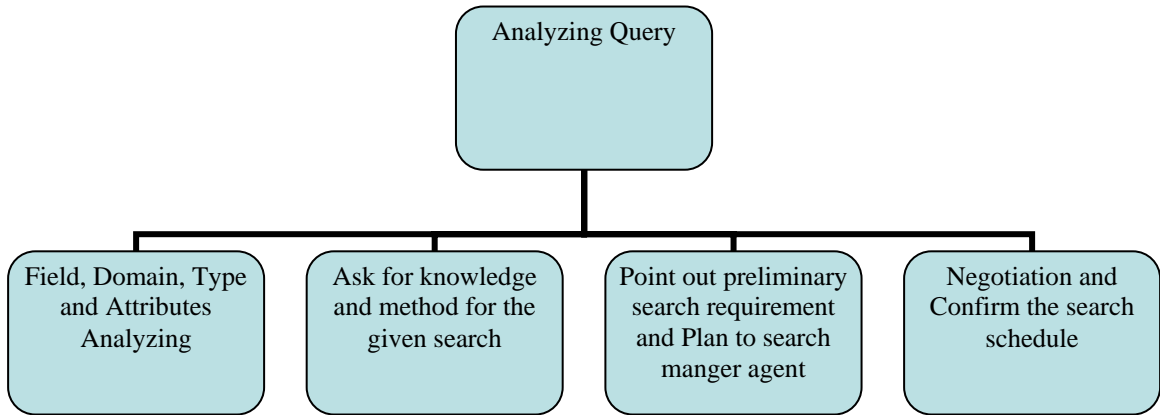 Analyzing Query
Field, Domain, Type
and Attributes
Analyzing
Ask for knowledge
and method for the
given search
Point out preliminary
search requirement
and Plan to search
manger agent
Negotiation and
Confirm the search
schedule